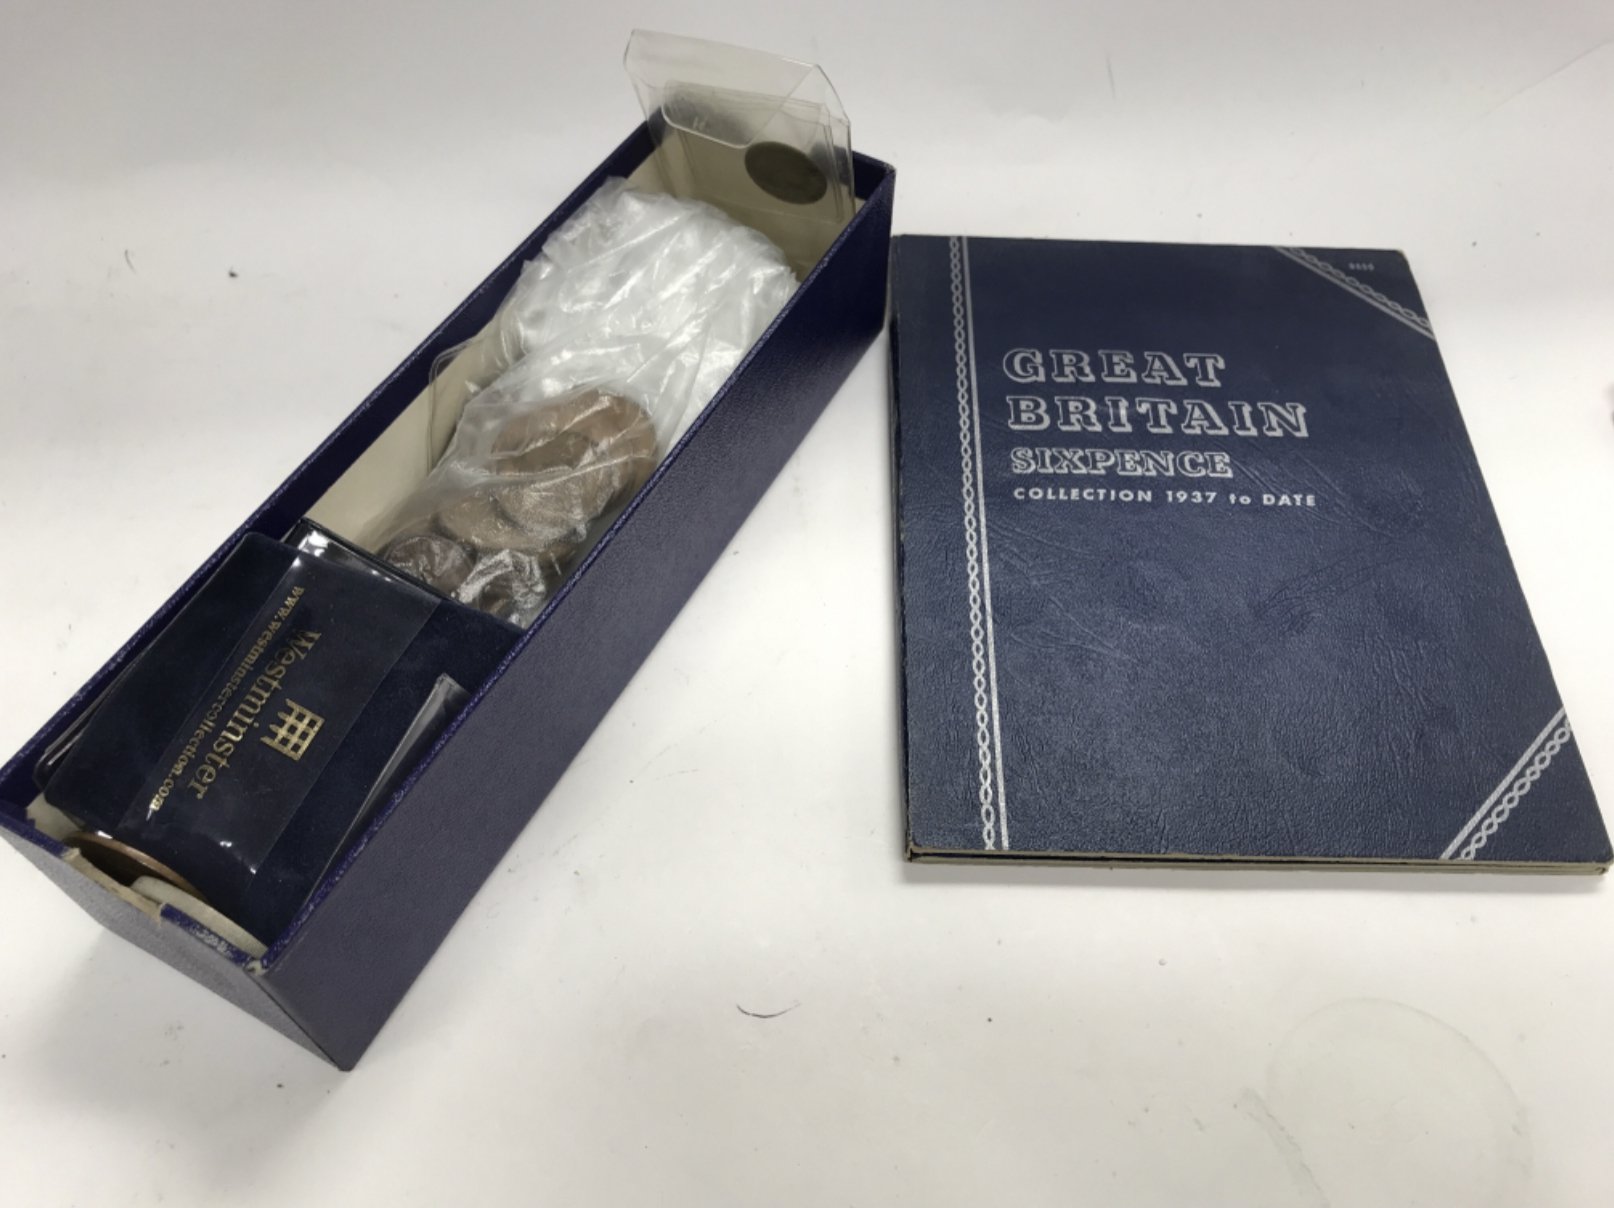 GREAT
BRITAIN
SIXPENCE
COLLECTION 1937 to DATE
Westminster
www.westminstercollection.com